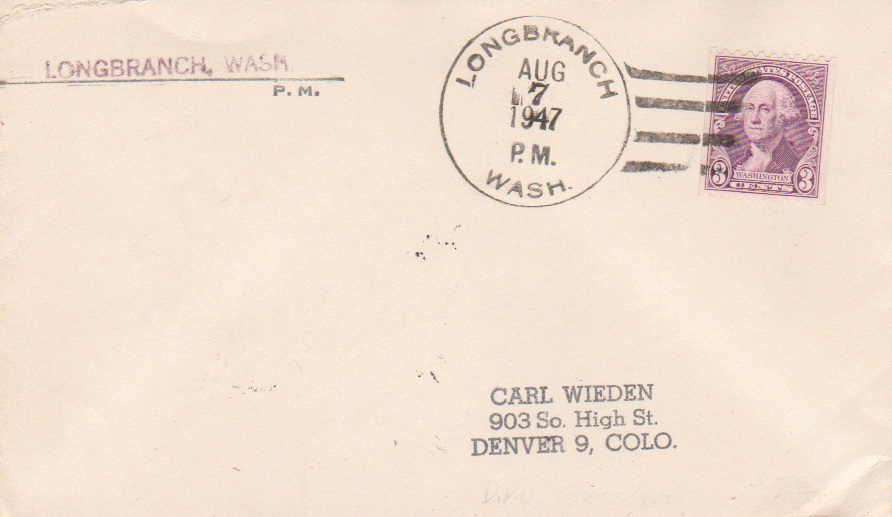 LONGBRANCH, WASH
P. M.
LONGBRANCH
AUG
7
1947
P.M.
WASH.
UNITED STATES POSTAGE
3 WASHINGTON 3
CENTS
CARL WIEDEN
903 So. High St.
DENVER 9, COLO.